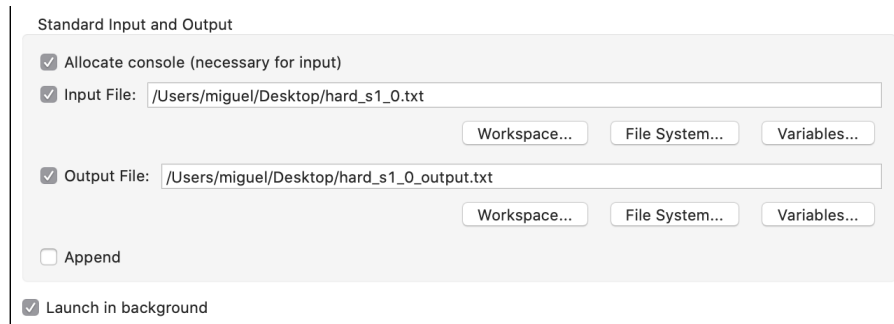 Standard Input and Output
Allocate console (necessary for input)
Input File: /Users/miguel/Desktop/hard_s1_0.txt
Workspace... File System... Variables...
Output File: /Users/miguel/Desktop/hard_s1_0_output.txt
Workspace... File System... Variables...
Append
Launch in background